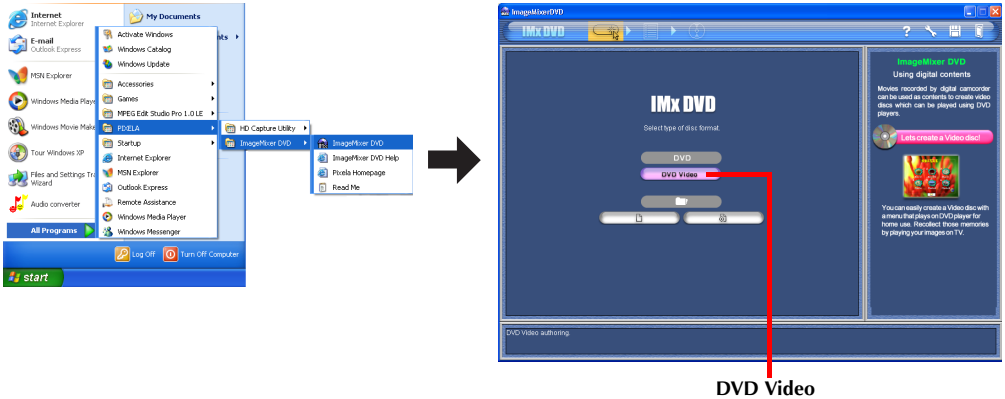 Internet
Internet Explorer
E-mail
Outlook Express
MSN Explorer
Windows Media Playe
Windows Movie Make
Tour Windows XP
Files and Settings Tra
Wizard
Audio converter
All Programs
My Documents
nts
Activate Windows
Windows Catalog
Windows Update
Accessories
Games
MPEG Edit Studio Pro 1.0 LE
PIXELA
Startup
Internet Explorer
MSN Explorer
Outlook Express
Remote Assistance
Windows Media Player
Windows Messenger
HD Capture Utility
ImageMixer DVD
ImageMixer DVD
ImageMixer DVD Help
Pixela Homepage
Read Me
Log Off
Turn Off Computer
start
ImageMixerDVD
IMx DVD
?
IMx DVD
Select type of disc format.
DVD
DVD Video
ImageMixer DVD
Using digital contents
Movies recorded by digital camcorder
can be used as contents to create video
discs which can be played using DVD
players.
Lets create a Video disc!
You can easily create a Video disc with
a menu that plays on DVD player for
home use. Recollect those memories
by playing your images on TV.
DVD Video authoring.
DVD Video